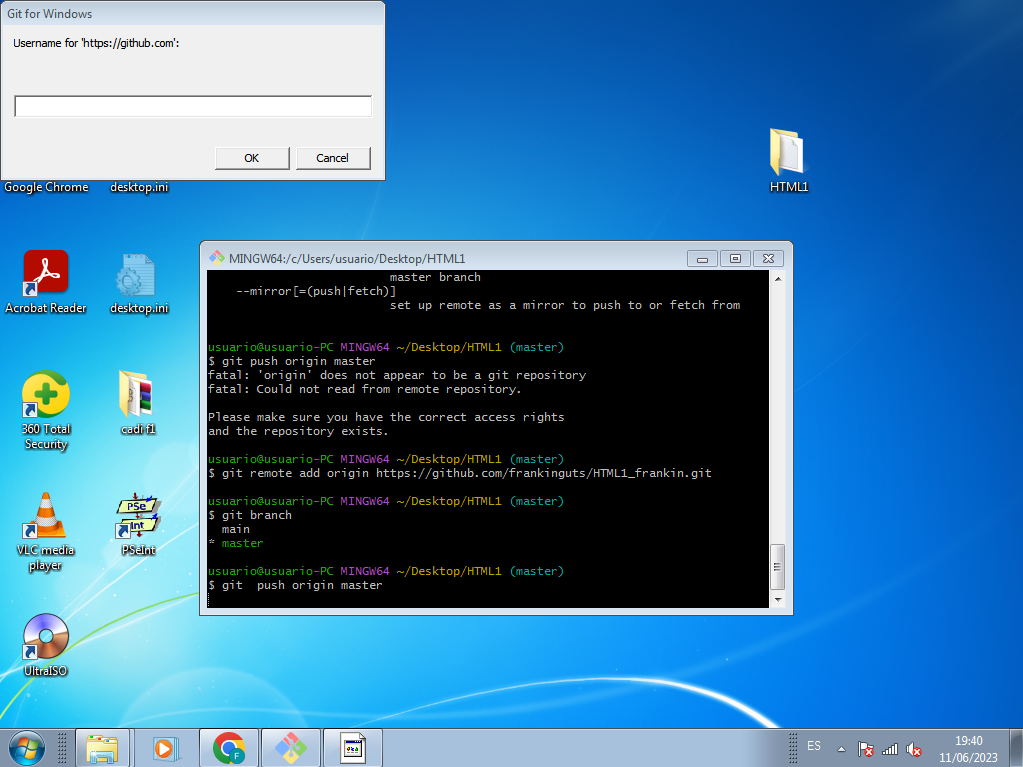 Git for Windows
Username for 'https://github.com':
OK
Cancel
Google Chrome
desktop.ini
HTML1
Acrobat Reader
desktop.ini
360 Total
Security
cadi f1
VLC media
player
PSe
Int
PSeInt
UltraISO
MINGW64:/c/Users/usuario/Desktop/HTML1
master branch
--mirror[=(push|fetch)]
set up remote as a mirror to push to or fetch from
usuario@usuario-PC MINGW64 ~/Desktop/HTML1 (master)
$ git push origin master
fatal: 'origin' does not appear to be a git repository
fatal: Could not read from remote repository.
Please make sure you have the correct access rights
and the repository exists.
usuario@usuario-PC MINGW64 ~/Desktop/HTML1 (master)
$ git remote add origin https://github.com/frankinguts/HTML1_frankin.git
usuario@usuario-PC MINGW64 ~/Desktop/HTML1 (master)
$ git branch
main
* master
usuario@usuario-PC MINGW64 ~/Desktop/HTML1 (master)
$ git  push origin master
F
ES
19:40
11/06/2023